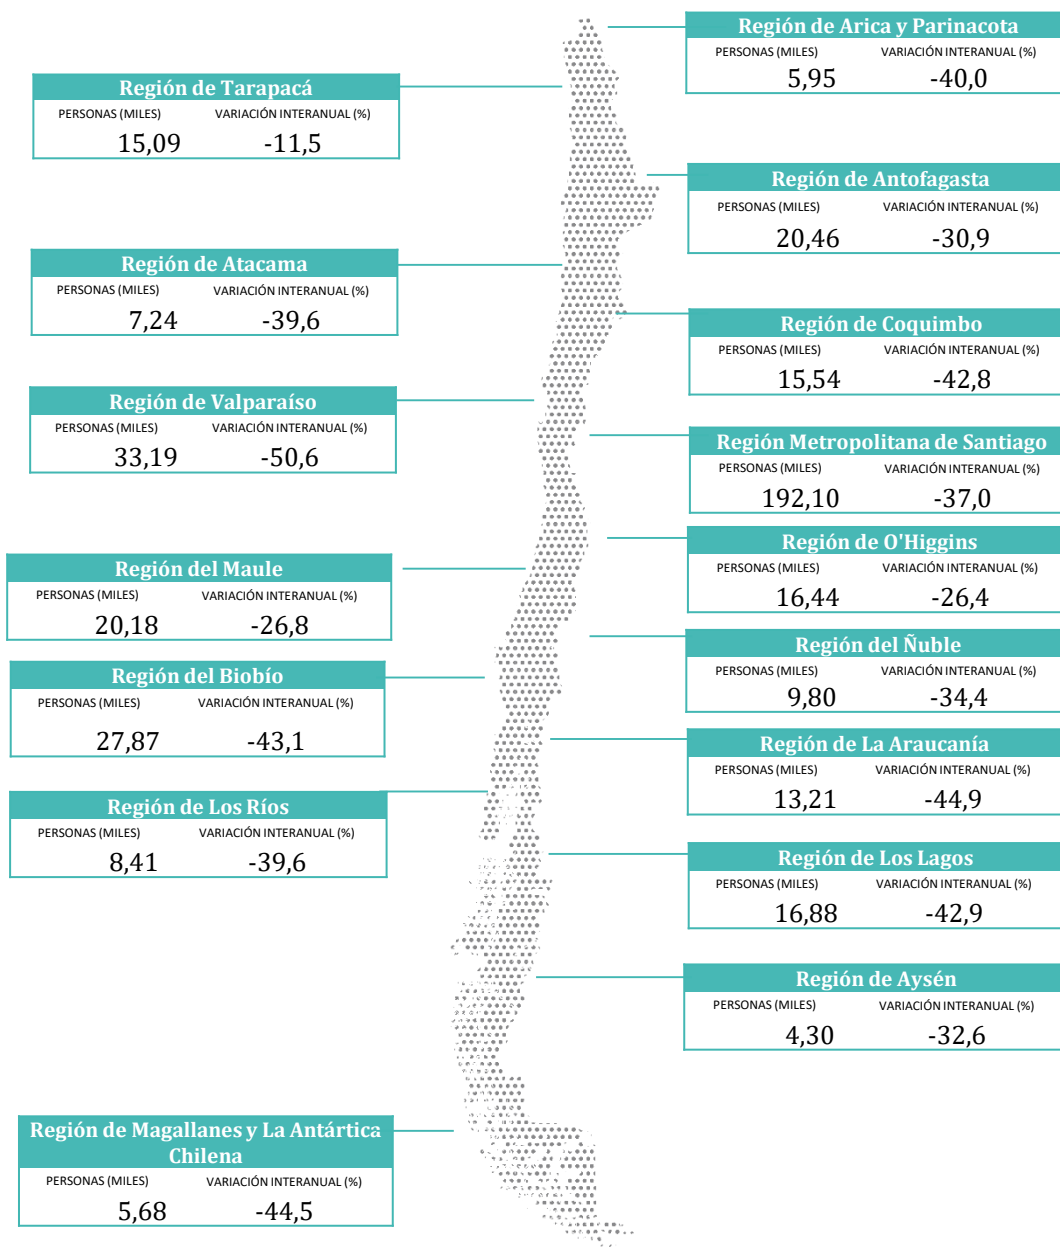 Región de Arica y Parinacota
PERSONAS (MILES) VARIACIÓN INTERANUAL (%)
5,95 -40,0
Región de Tarapacá
PERSONAS (MILES) VARIACIÓN INTERANUAL (%)
15,09 -11,5
Región de Antofagasta
PERSONAS (MILES) VARIACIÓN INTERANUAL (%)
20,46 -30,9
Región de Atacama
PERSONAS (MILES) VARIACIÓN INTERANUAL (%)
7,24 -39,6
Región de Coquimbo
PERSONAS (MILES) VARIACIÓN INTERANUAL (%)
15,54 -42,8
Región de Valparaíso
PERSONAS (MILES) VARIACIÓN INTERANUAL (%)
33,19 -50,6
Región Metropolitana de Santiago
PERSONAS (MILES) VARIACIÓN INTERANUAL (%)
192,10 -37,0
Región de O'Higgins
PERSONAS (MILES) VARIACIÓN INTERANUAL (%)
16,44 -26,4
Región del Maule
PERSONAS (MILES) VARIACIÓN INTERANUAL (%)
20,18 -26,8
Región del Ñuble
PERSONAS (MILES) VARIACIÓN INTERANUAL (%)
9,80 -34,4
Región del Biobío
PERSONAS (MILES) VARIACIÓN INTERANUAL (%)
27,87 -43,1
Región de La Araucanía
PERSONAS (MILES) VARIACIÓN INTERANUAL (%)
13,21 -44,9
Región de Los Ríos
PERSONAS (MILES) VARIACIÓN INTERANUAL (%)
8,41 -39,6
Región de Los Lagos
PERSONAS (MILES) VARIACIÓN INTERANUAL (%)
16,88 -42,9
Región de Aysén
PERSONAS (MILES) VARIACIÓN INTERANUAL (%)
4,30 -32,6
Región de Magallanes y La Antártica
Chilena
PERSONAS (MILES) VARIACIÓN INTERANUAL (%)
5,68 -44,5